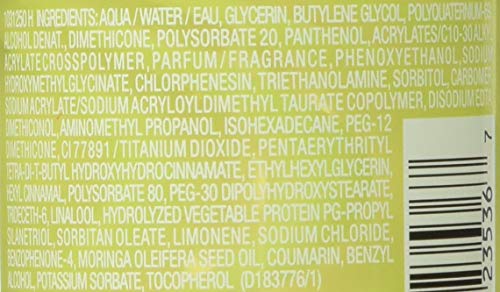 1031250 H INGREDIENTS: AQUA / WATER / EAU, GLYCERIN, BUTYLENE GLYCOL,
ALCOHOL DENAT., DIMETHICONE, POLYSORBATE 20, PANTHENOL, ACRYLATES/C10-30
ACRYLATE CROSSPOLYMER, PARFUM / FRAGRANCE, PHENOXYETHANOL, SODIUM
HYDROXYMETHYLGLYCINATE, CHLORPHENESIN, TRIETHANOLAMINE, SORBITOL, CARBOMER
SODIUM ACRYLATE/SODIUM ACRYLOYLDIMETHYL TAURATE COPOLYMER, DISODIUM EDTA
DIMETHICONOL, AMINOMETHYL PROPANOL, ISOHEXADECANE, PEG-12
DIMETHICONE, CI 77891 / TITANIUM DIOXIDE, PENTAERYTHRITYL
TETRA-DI-T-BUTYL HYDROXYHYDROCINNAMATE, ETHYLHEXYLGLYCERIN,
HEXYL CINNAMAL, POLYSORBATE 80, PEG-30 DIPOLYHYDROXYSTEARATE,
TRIDECETH-6, LINALOOL, HYDROLYZED VEGETABLE PROTEIN PG-PROPYL
SILANETRIOL, SORBITAN OLEATE, LIMONENE, SODIUM CHLORIDE,
BENZOPHENONE-4, MORINGA OLEIFERA SEED OIL, COUMARIN, BENZYL
ALCOHOL, POTASSIUM SORBATE, TOCOPHEROL (D183776/1)
23536 7